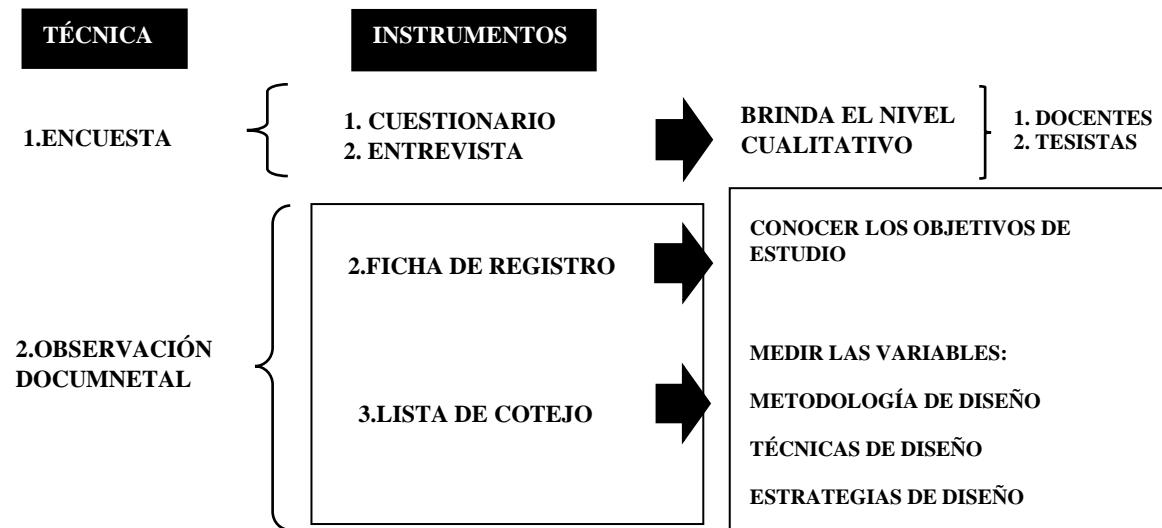 TÉCNICA
INSTRUMENTOS
1.ENCUESTA
1. CUESTIONARIO
2. ENTREVISTA
BRINDA EL NIVEL
CUALITATIVO
1. DOCENTES
2. TESISTAS
2.OBSERVACIÓN
DOCUMNETAL
2.FICHA DE REGISTRO
CONOCER LOS OBJETIVOS DE
ESTUDIO
3.LISTA DE COTEJO
MEDIR LAS VARIABLES:
METODOLOGÍA DE DISEÑO
TÉCNICAS DE DISEÑO
ESTRATEGIAS DE DISEÑO